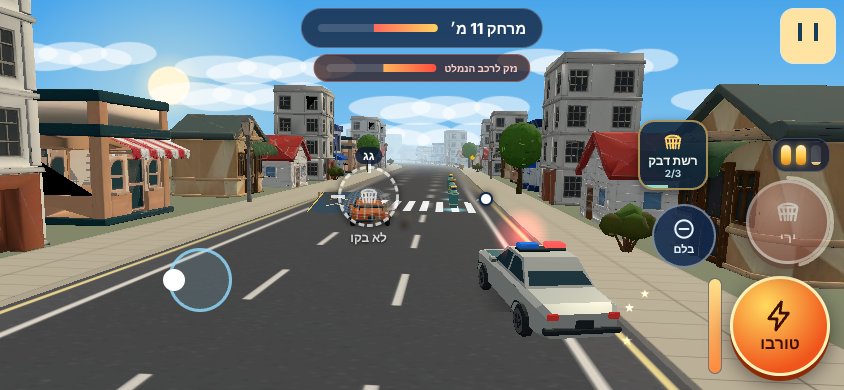 מרחק 11 מ׳
נזק לרכב הנמלט
גג
לא בקו
רשת דבק
2/3
בלם
ירי
טורבו